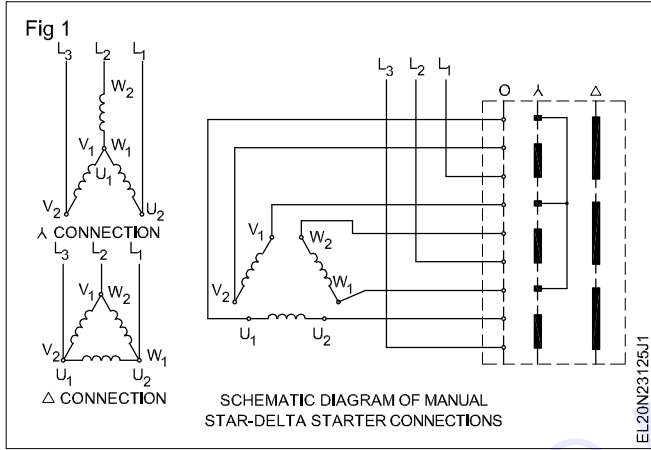 Fig 1
L3 L2 L1
W2
V1 W1
U1
V2 U2
⅄ CONNECTION
L3 L2 L1
V1 W2
V2 W1
U1 U2
△ CONNECTION
L3 L2 L1
O ⅄ △
V1 W2
V2 W1
U1 U2
SCHEMATIC DIAGRAM OF MANUAL
STAR-DELTA STARTER CONNECTIONS
EL20N23125J1